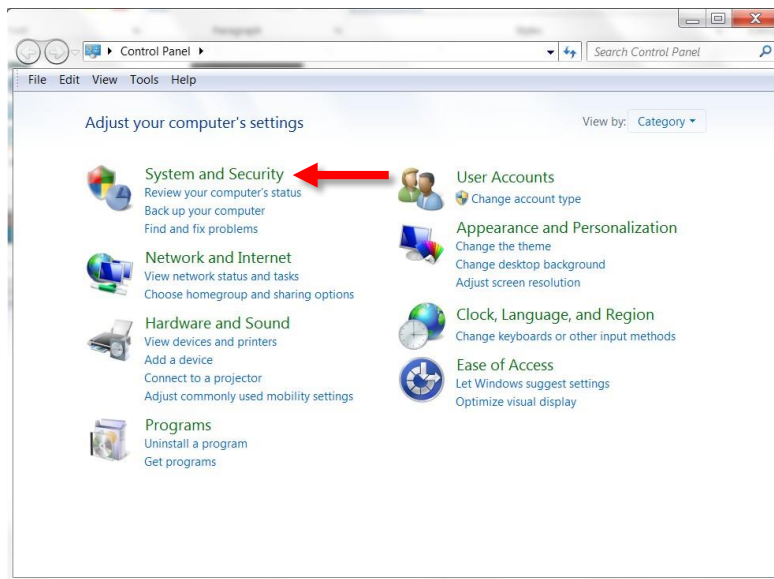 Control Panel
Search Control Panel
File Edit View Tools Help
Adjust your computer's settings
View by: Category
System and Security
Review your computer's status
Back up your computer
Find and fix problems
Network and Internet
View network status and tasks
Choose homegroup and sharing options
Hardware and Sound
View devices and printers
Add a device
Connect to a projector
Adjust commonly used mobility settings
Programs
Uninstall a program
Get programs
User Accounts
Change account type
Appearance and Personalization
Change the theme
Change desktop background
Adjust screen resolution
Clock, Language, and Region
Change keyboards or other input methods
Ease of Access
Let Windows suggest settings
Optimize visual display